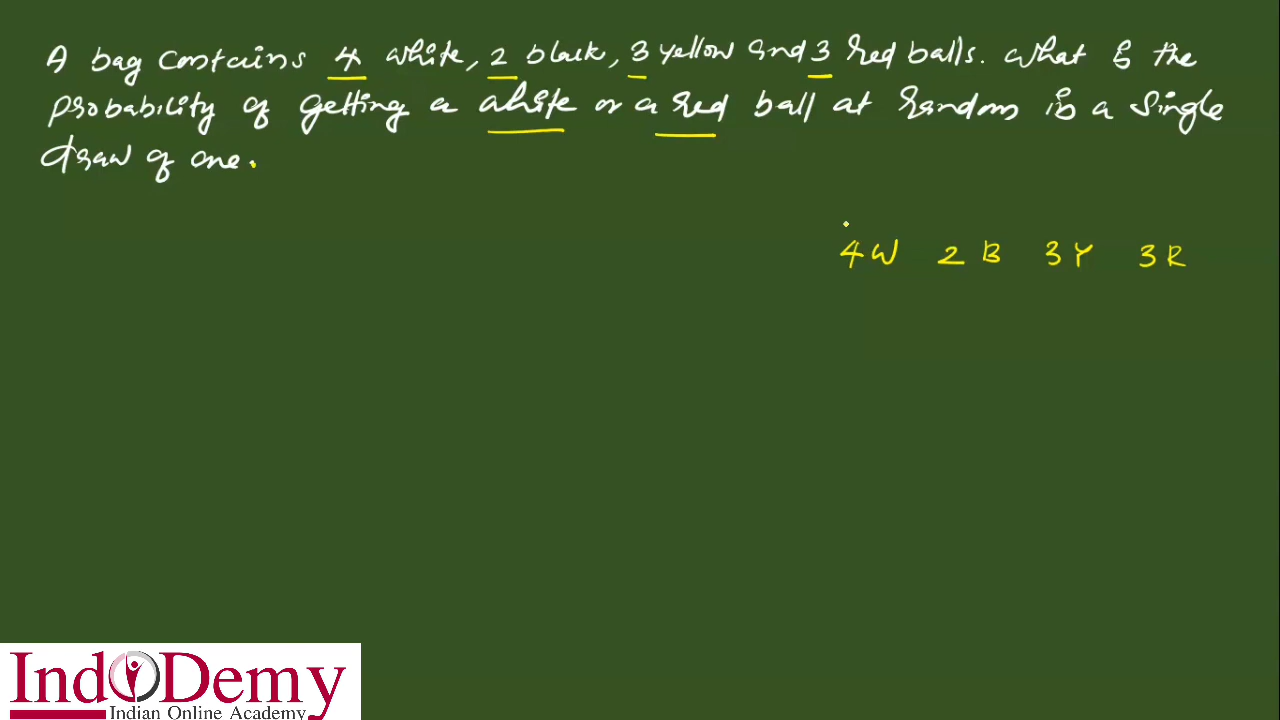 A bag contains 4 white, 2 black, 3 yellow and 3 red balls. What is the
probability of getting a white or a red ball at random in a single
draw of one.
4W 2B 3Y 3R
IndoDemy
Indian Online Academy